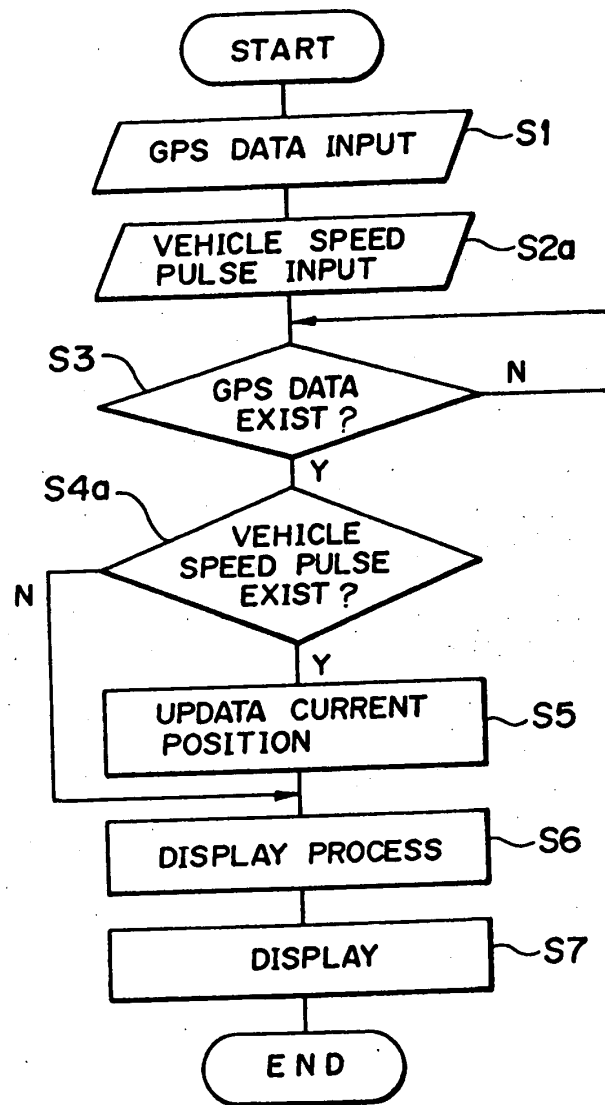 START
GPS DATA INPUT
S1
VEHICLE SPEED
PULSE INPUT
S2a
S3
GPS DATA
EXIST?
N
Y
S4a
VEHICLE
SPEED PULSE
EXIST?
N
Y
UPDATA CURRENT
POSITION
S5
DISPLAY PROCESS
S6
DISPLAY
S7
END